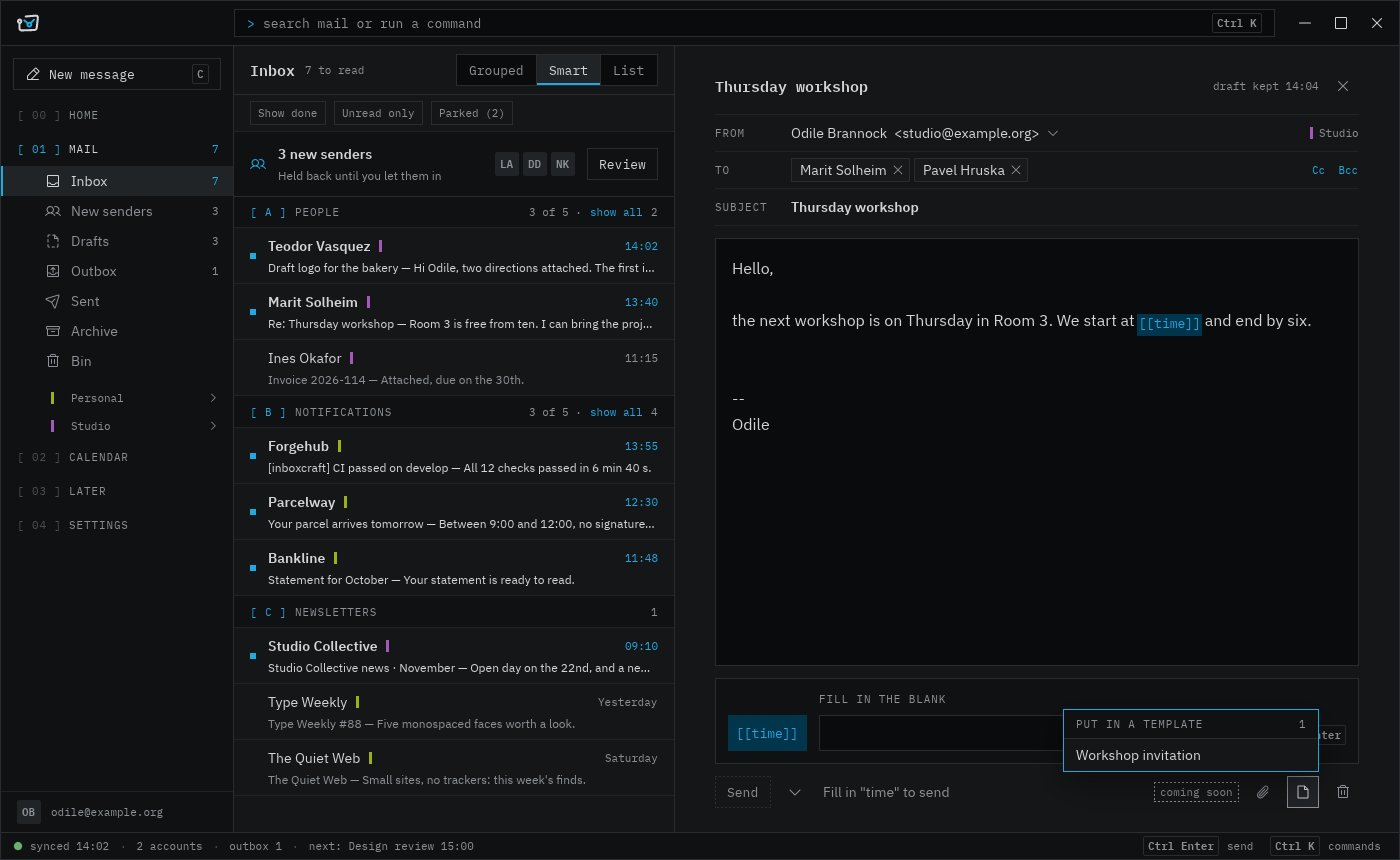 > search mail or run a command Ctrl K
New message C
[ 00 ] HOME
[ 01 ] MAIL 7
Inbox 7
New senders 3
Drafts 3
Outbox 1
Sent
Archive
Bin
Personal
Studio
[ 02 ] CALENDAR
[ 03 ] LATER
[ 04 ] SETTINGS
OB odile@example.org
Inbox 7 to read Grouped Smart List
Show done Unread only Parked (2)
3 new senders
Held back until you let them in
LA DD NK Review
[ A ] PEOPLE 3 of 5 · show all 2
Teodor Vasquez 14:02
Draft logo for the bakery — Hi Odile, two directions attached. The first i…
Marit Solheim 13:40
Re: Thursday workshop — Room 3 is free from ten. I can bring the proj…
Ines Okafor 11:15
Invoice 2026-114 — Attached, due on the 30th.
[ B ] NOTIFICATIONS 3 of 5 · show all 4
Forgehub 13:55
[inboxcraft] CI passed on develop — All 12 checks passed in 6 min 40 s.
Parcelway 12:30
Your parcel arrives tomorrow — Between 9:00 and 12:00, no signature…
Bankline 11:48
Statement for October — Your statement is ready to read.
[ C ] NEWSLETTERS 1
Studio Collective 09:10
Studio Collective news · November — Open day on the 22nd, and a ne…
Type Weekly Yesterday
Type Weekly #88 — Five monospaced faces worth a look.
The Quiet Web Saturday
The Quiet Web — Small sites, no trackers: this week's finds.
Thursday workshop draft kept 14:04
FROM Odile Brannock <studio@example.org> Studio
TO Marit Solheim Pavel Hruska Cc Bcc
SUBJECT Thursday workshop
Hello,
the next workshop is on Thursday in Room 3. We start at [[time]] and end by six.
--
Odile
FILL IN THE BLANK
[[time]]
PUT IN A TEMPLATE 1
Workshop invitation
Send Fill in "time" to send coming soon
synced 14:02 · 2 accounts · outbox 1 · next: Design review 15:00
Ctrl Enter send Ctrl K commands